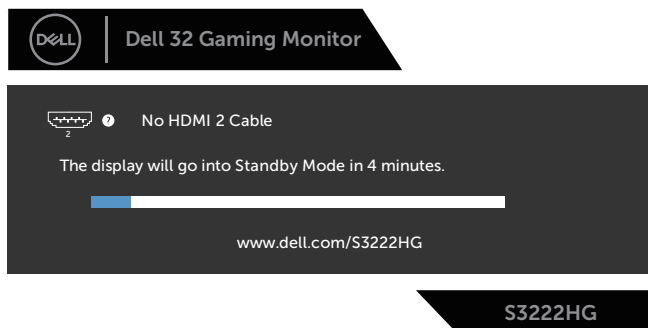 DELL
Dell 32 Gaming Monitor
? No HDMI 2 Cable
2
The display will go into Standby Mode in 4 minutes.
www.dell.com/S3222HG
S3222HG